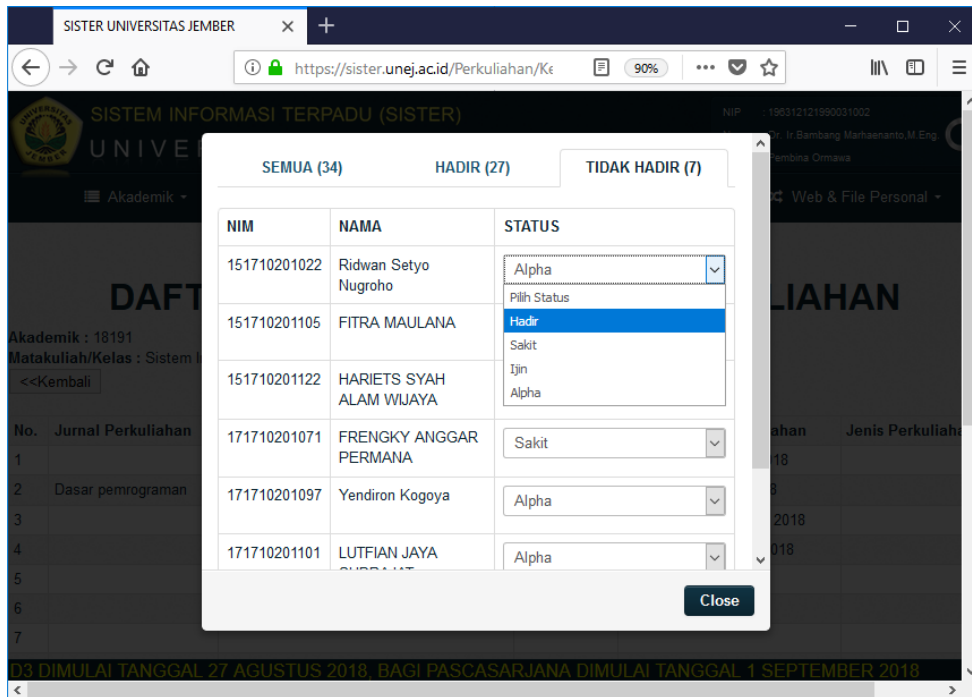 SISTER UNIVERSITAS JEMBER
https://sister.unej.ac.id/Perkuliahan/Ke
90%
SISTEM INFORMASI TERPADU (SISTER)
NIP : 196312121990031002
UNIVE
Dr. Ir.Bambang Marhaenanto,M.Eng.
Pembina Ormawa
Akademik
Web & File Personal
SEMUA (34) HADIR (27) TIDAK HADIR (7)
NIM NAMA STATUS
151710201022 Ridwan Setyo Nugroho Alpha
Pilih Status
Hadir
Sakit
Ijin
Alpha
151710201105 FITRA MAULANA
151710201122 HARIETS SYAH ALAM WIJAYA
171710201071 FRENGKY ANGGAR PERMANA Sakit
171710201097 Yendiron Kogoya Alpha
171710201101 LUTFIAN JAYA Alpha
Close
DAFT
LIAHAN
Akademik : 18191
Matakuliah/Kelas : Sistem I
<<Kembali
No. Jurnal Perkuliahan ahan Jenis Perkuliaha
1 18
2 Dasar pemrograman 8
3 2018
4 018
5
6
7
D3 DIMULAI TANGGAL 27 AGUSTUS 2018, BAGI PASCASARJANA DIMULAI TANGGAL 1 SEPTEMBER 2018